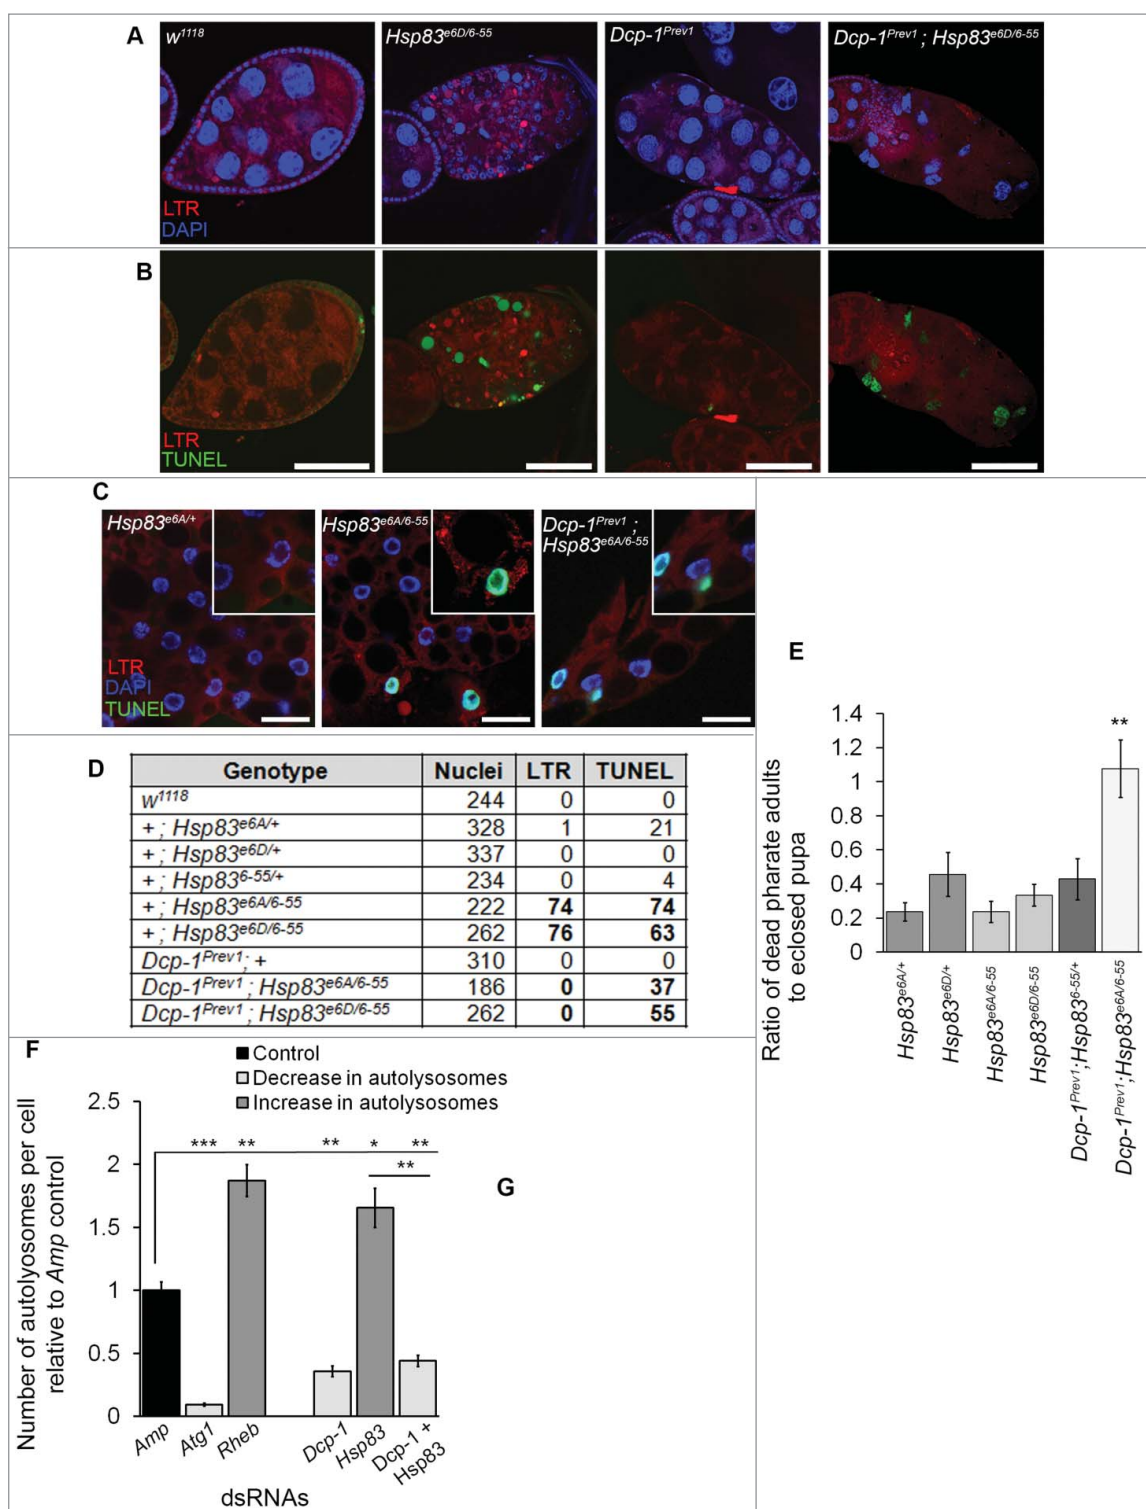 A
w1118
Hsp83e6D/6-55
Dcp-1Prev1
Dcp-1Prev1 ; Hsp83e6D/6-55
LTR
DAPI
B
LTR
TUNEL
C
Hsp83e6A/+
Hsp83e6A/6-55
Dcp-1Prev1 ;
Hsp83e6A/6-55
LTR
DAPI
TUNEL
D
Genotype Nuclei LTR TUNEL
w1118 244 0 0
+ ; Hsp83e6A/+ 328 1 21
+ ; Hsp83e6D/+ 337 0 0
+ ; Hsp836-55/+ 234 0 4
+ ; Hsp83e6A/6-55 222 74 74
+ ; Hsp83e6D/6-55 262 76 63
Dcp-1Prev1; + 310 0 0
Dcp-1Prev1 ; Hsp83e6A/6-55 186 0 37
Dcp-1Prev1 ; Hsp83e6D/6-55 262 0 55
E
Ratio of dead pharate adults
to eclosed pupa
1.4
1.2
1
0.8
0.6
0.4
0.2
0
**
Hsp83e6A/+
Hsp83e6D/+
Hsp83e6A/6-55
Hsp83e6D/6-55
Dcp-1Prev1;Hsp836-55/+
Dcp-1Prev1;Hsp83e6A/6-55
F
Control
Decrease in autolysosomes
Increase in autolysosomes
Number of autolyosomes per cell
relative to Amp control
2.5
2
1.5
1
0.5
0
*** ** ** * **
**
Amp
Atg1
Rheb
Dcp-1
Hsp83
Dcp-1 +
Hsp83
dsRNAs
G